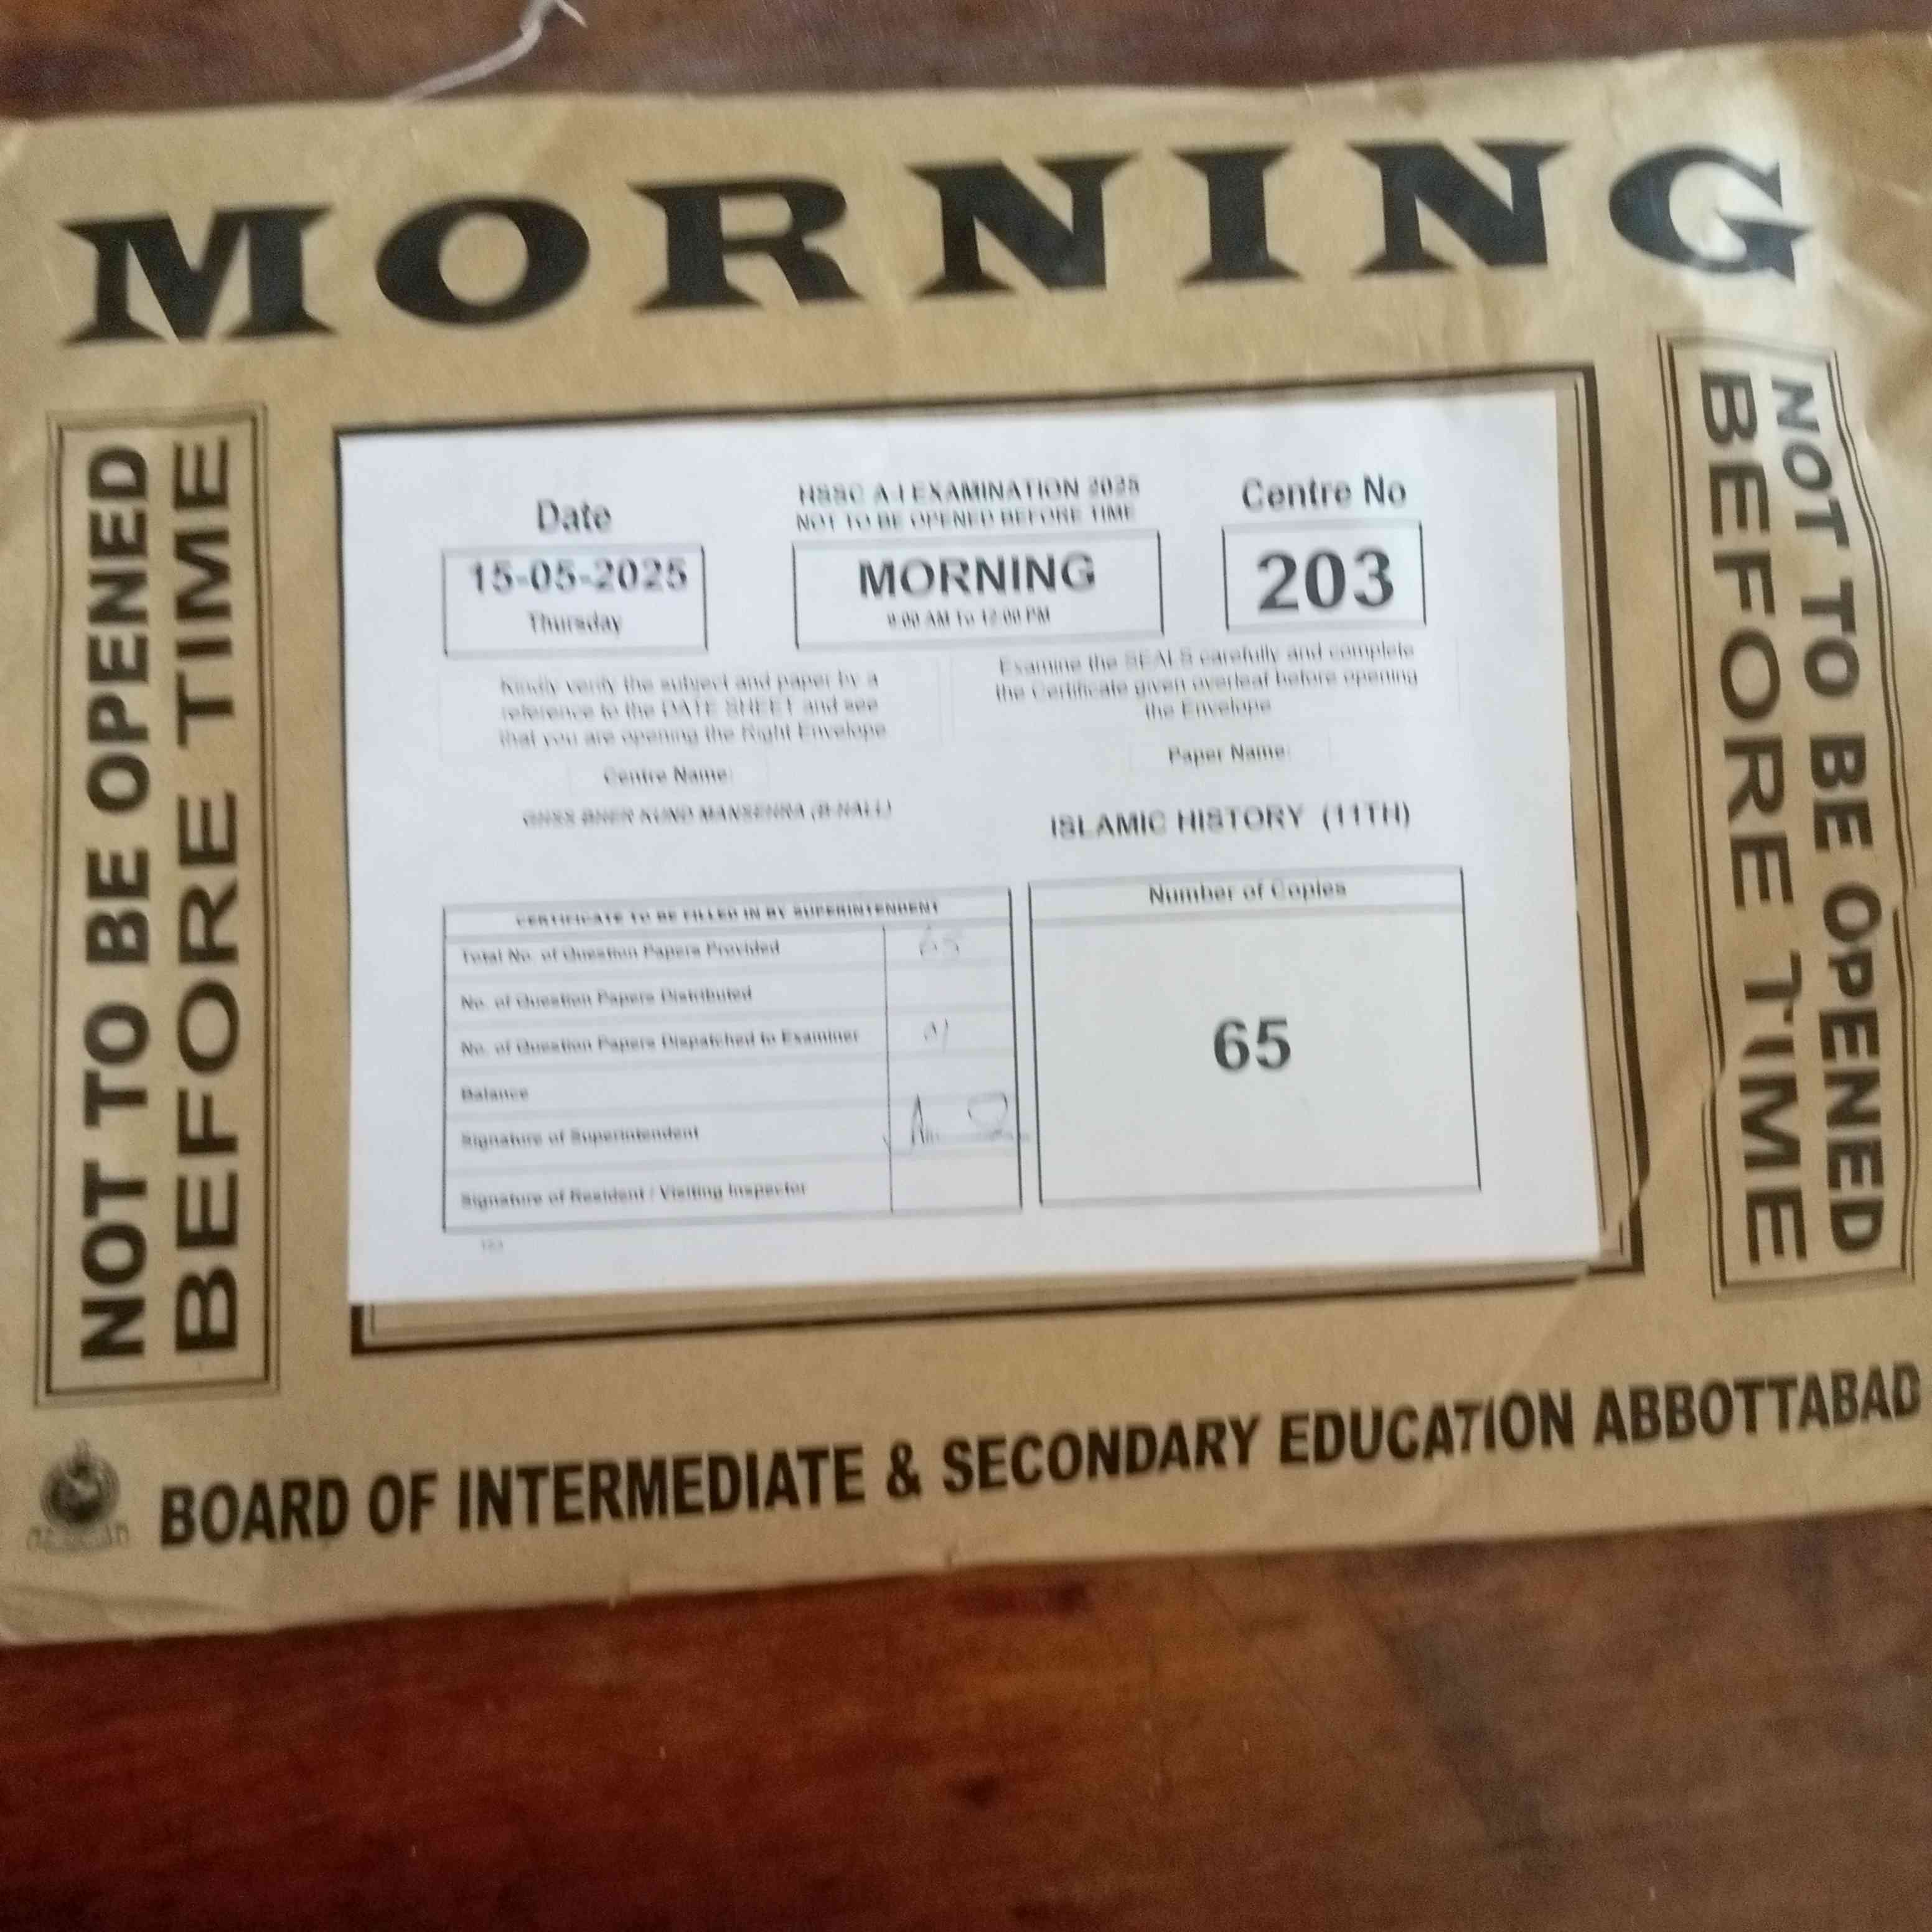 MORNING
NOT TO BE OPENED
BEFORE TIME
Date
15-05-2025
Thursday
HSSC A-I EXAMINATION 2025
NOT TO BE OPENED BEFORE TIME
MORNING
9:00 AM To 12:00 PM
Centre No
203
Kindly verify the subject and paper by a
reference to the DATE SHEET and see
that you are opening the Right Envelope
Examine the SEALS carefully and complete
the Certificate given overleaf before opening
the Envelope
Centre Name:
Paper Name:
KUND MANSEHRA
ISLAMIC HISTORY (11TH)
CERTIFICATE TO BE FILLED IN BY SUPERINTENDENT
Total No. of Question Papers Provided 65
No. of Question Papers Distributed
No. of Question Papers Dispatched to Examiner 01
Balance
Signature of Superintendent
Signature of Resident / Visiting Inspector
Number of Copies
65
NOT TO BE OPENED
BEFORE TIME
BOARD OF INTERMEDIATE & SECONDARY EDUCATION ABBOTTABAD